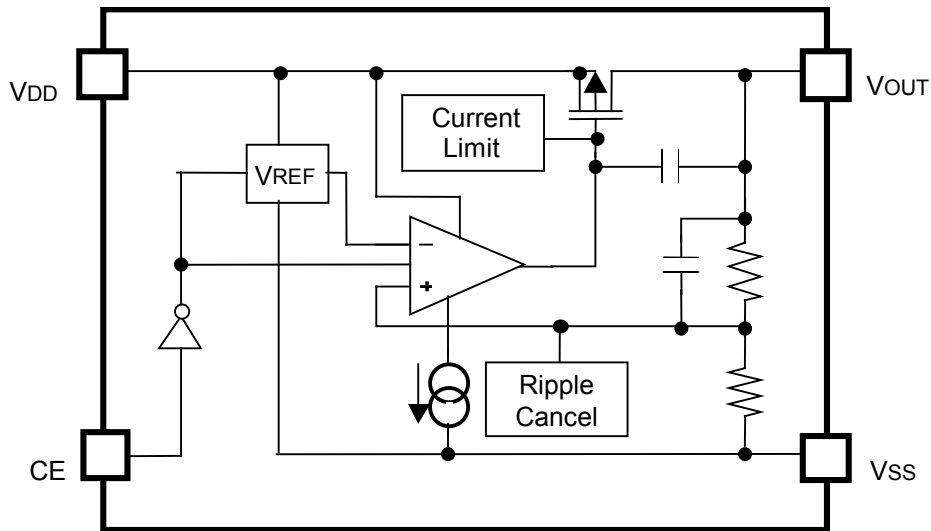 VDD
VOUT
Current
Limit
VREF
−
+
Ripple
Cancel
CE
VSS